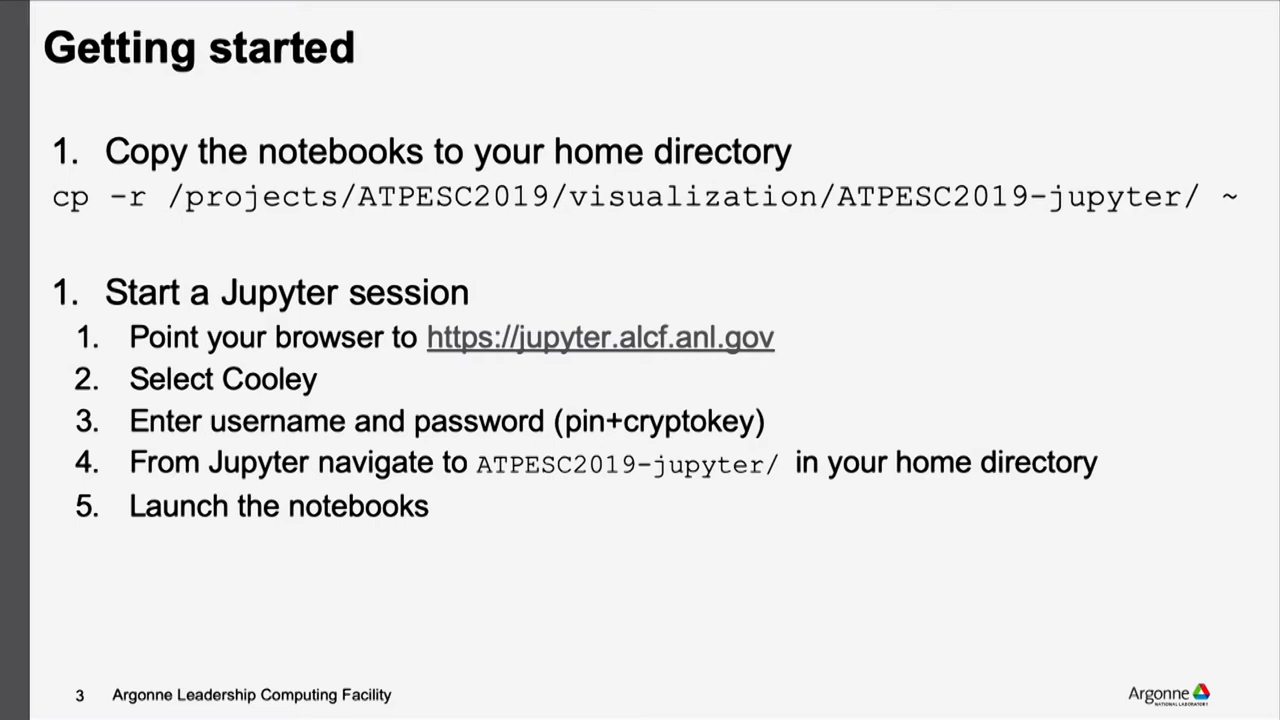 Getting started
1. Copy the notebooks to your home directory
cp -r /projects/ATPESC2019/visualization/ATPESC2019-jupyter/ ~
1. Start a Jupyter session
1. Point your browser to https://jupyter.alcf.anl.gov
2. Select Cooley
3. Enter username and password (pin+cryptokey)
4. From Jupyter navigate to ATPESC2019-jupyter/ in your home directory
5. Launch the notebooks
3 Argonne Leadership Computing Facility
Argonne
NATIONAL LABORATORY